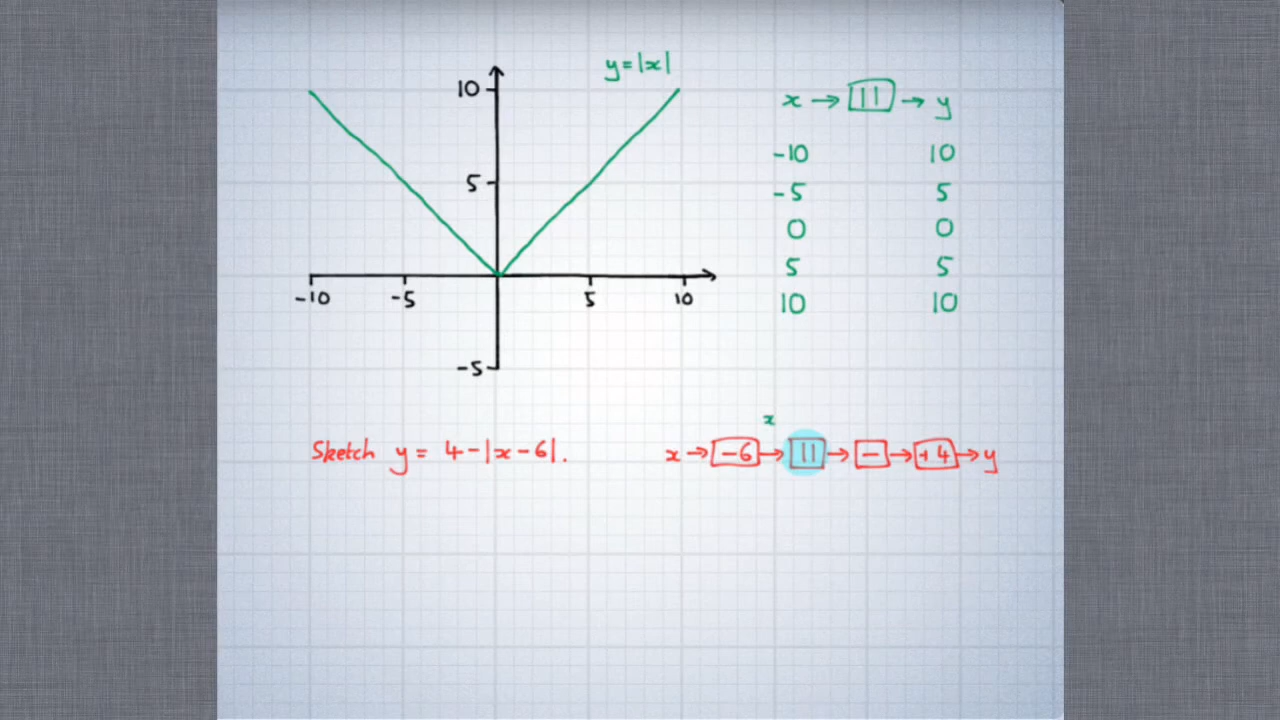 y=|x|
10
5
-10 -5 5 10
-5
x → || → y
-10 10
-5 5
0 0
5 5
10 10
x
Sketch y = 4-|x-6|.
x → -6 → || → - → +4 → y